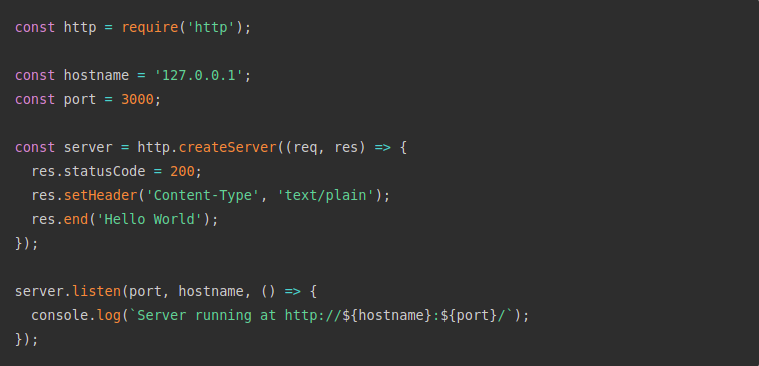 const http = require('http');

const hostname = '127.0.0.1';
const port = 3000;

const server = http.createServer((req, res) => {
  res.statusCode = 200;
  res.setHeader('Content-Type', 'text/plain');
  res.end('Hello World');
});

server.listen(port, hostname, () => {
  console.log(`Server running at http://${hostname}:${port}/`);
});